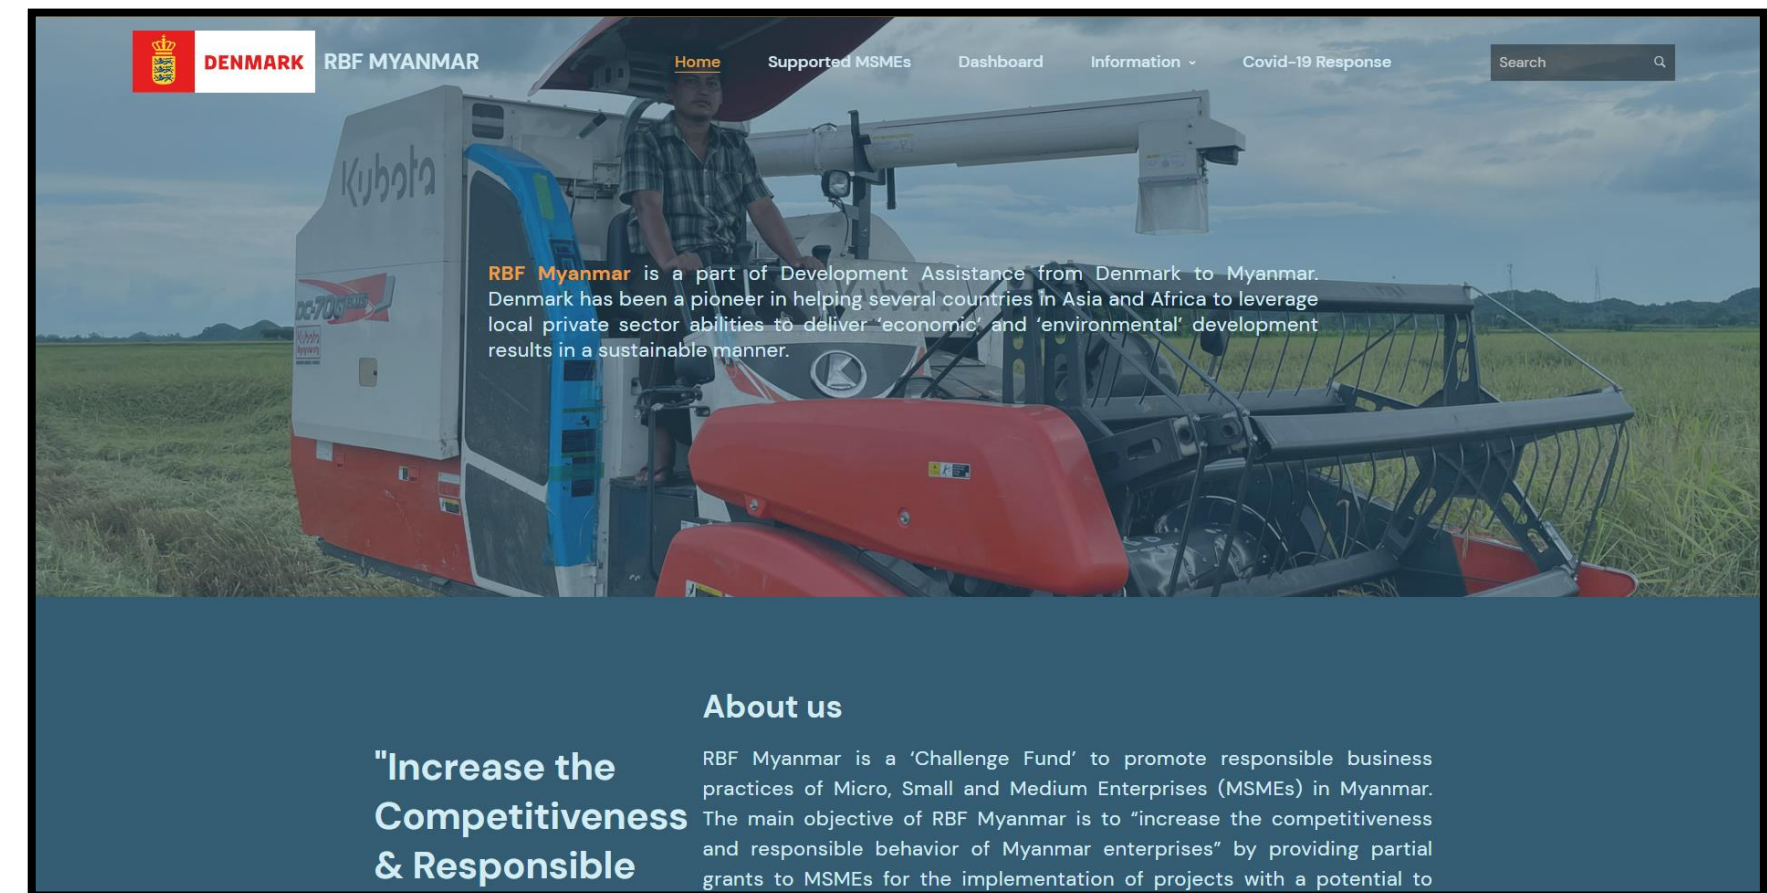 DENMARK
RBF MYANMAR
Home
Supported MSMEs
Dashboard
Information
Covid-19 Response
Search
Kubota
DC-70G PLUS
Kubota
RBF Myanmar is a part of Development Assistance from Denmark to Myanmar.
Denmark has been a pioneer in helping several countries in Asia and Africa to leverage
local private sector abilities to deliver ‘economic’ and ‘environmental’ development
results in a sustainable manner.
About us
"Increase the
Competitiveness
& Responsible
RBF Myanmar is a ‘Challenge Fund’ to promote responsible business
practices of Micro, Small and Medium Enterprises (MSMEs) in Myanmar.
The main objective of RBF Myanmar is to “increase the competitiveness
and responsible behavior of Myanmar enterprises” by providing partial
grants to MSMEs for the implementation of projects with a potential to